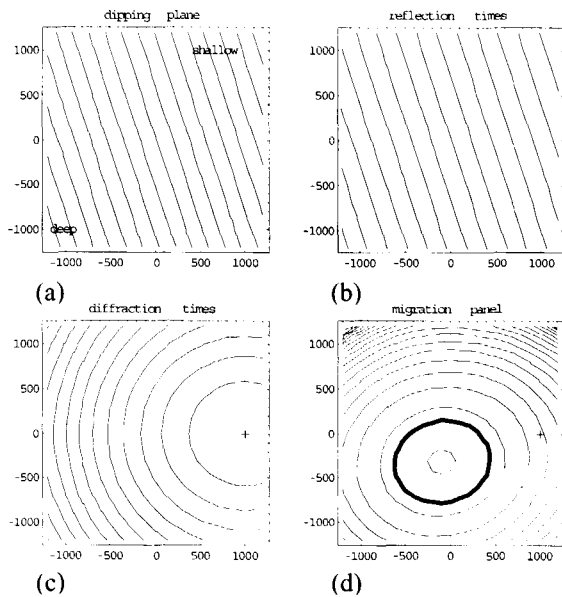 dipping plane
reflection times
1000
500
0
-500
-1000
shallow
deep
-1000 -500 0 500 1000
1000
500
0
-500
-1000
-1000 -500 0 500 1000
(a)
(b)
diffraction times
migration panel
1000
500
0
-500
-1000
+
-1000 -500 0 500 1000
1000
500
0
-500
-1000
+
-1000 -500 0 500 1000
(c)
(d)